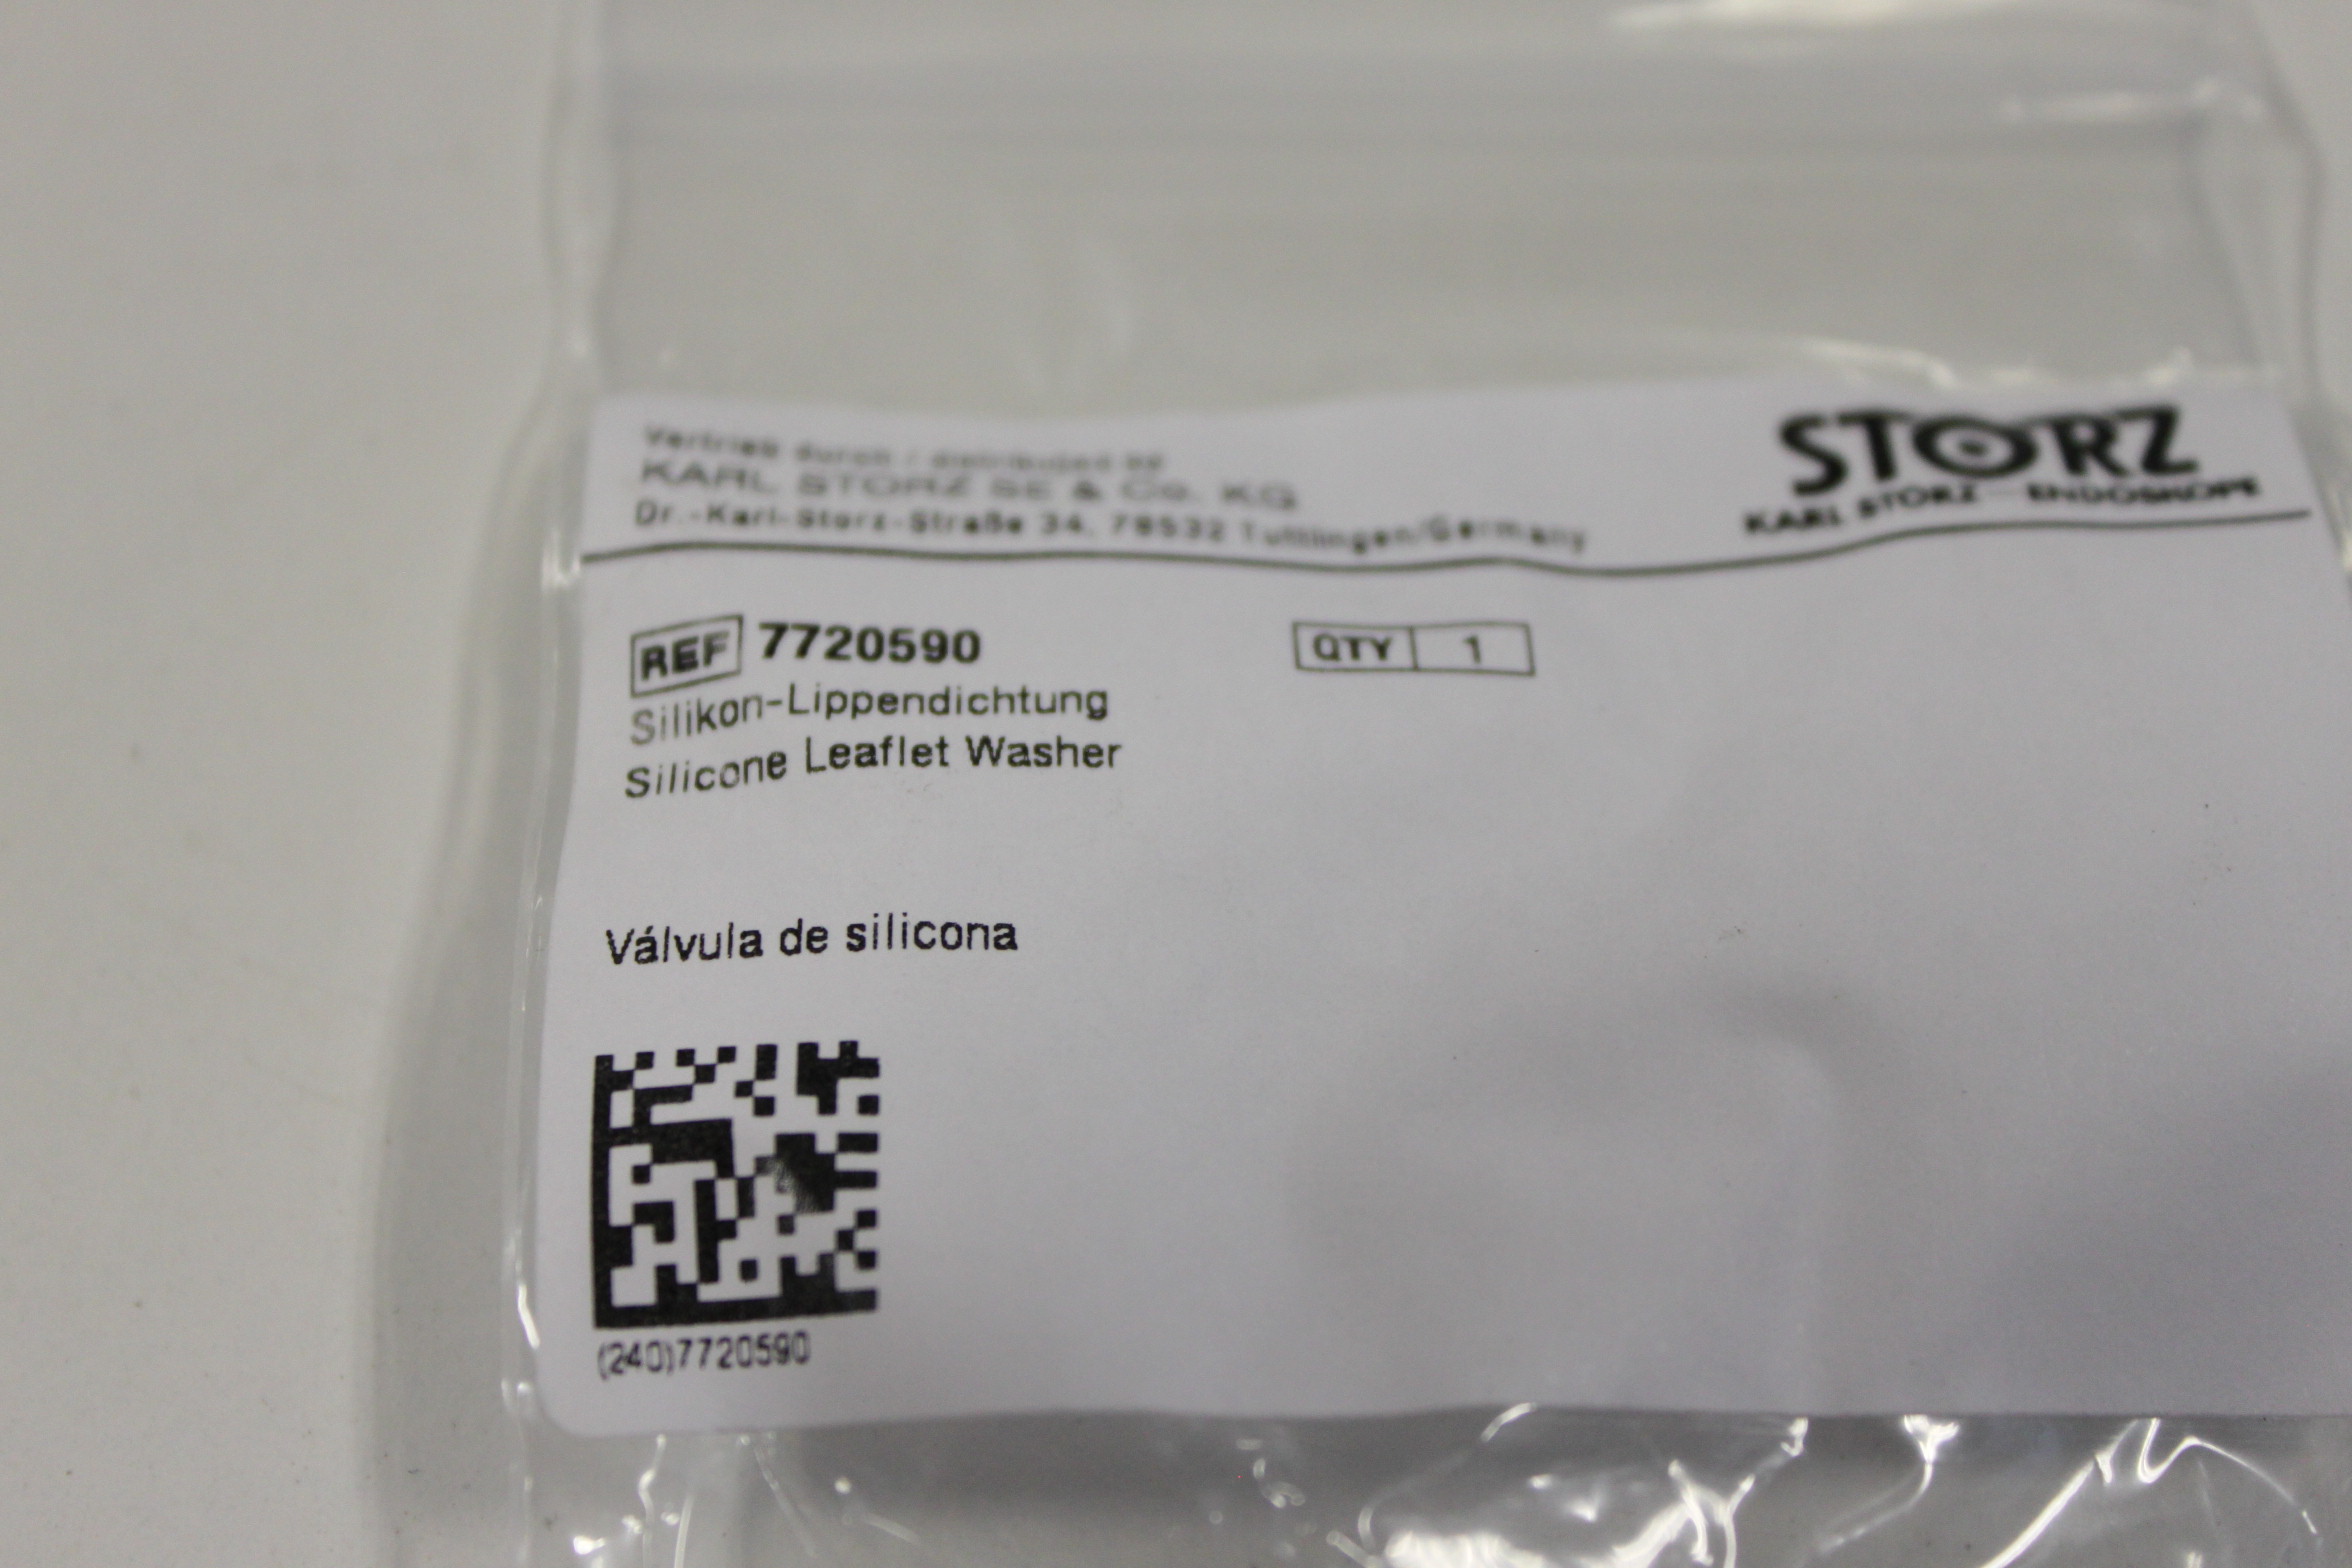 Vertrieb durch / distributed by
KARL STORZ SE & Co. KG
Dr.-Karl-Storz-Straße 34, 78532 Tuttlingen/Germany
STORZ
KARL STORZ — ENDOSKOPE
REF 7720590
QTY 1
Silikon-Lippendichtung
Silicone Leaflet Washer
Válvula de silicona
(240)7720590